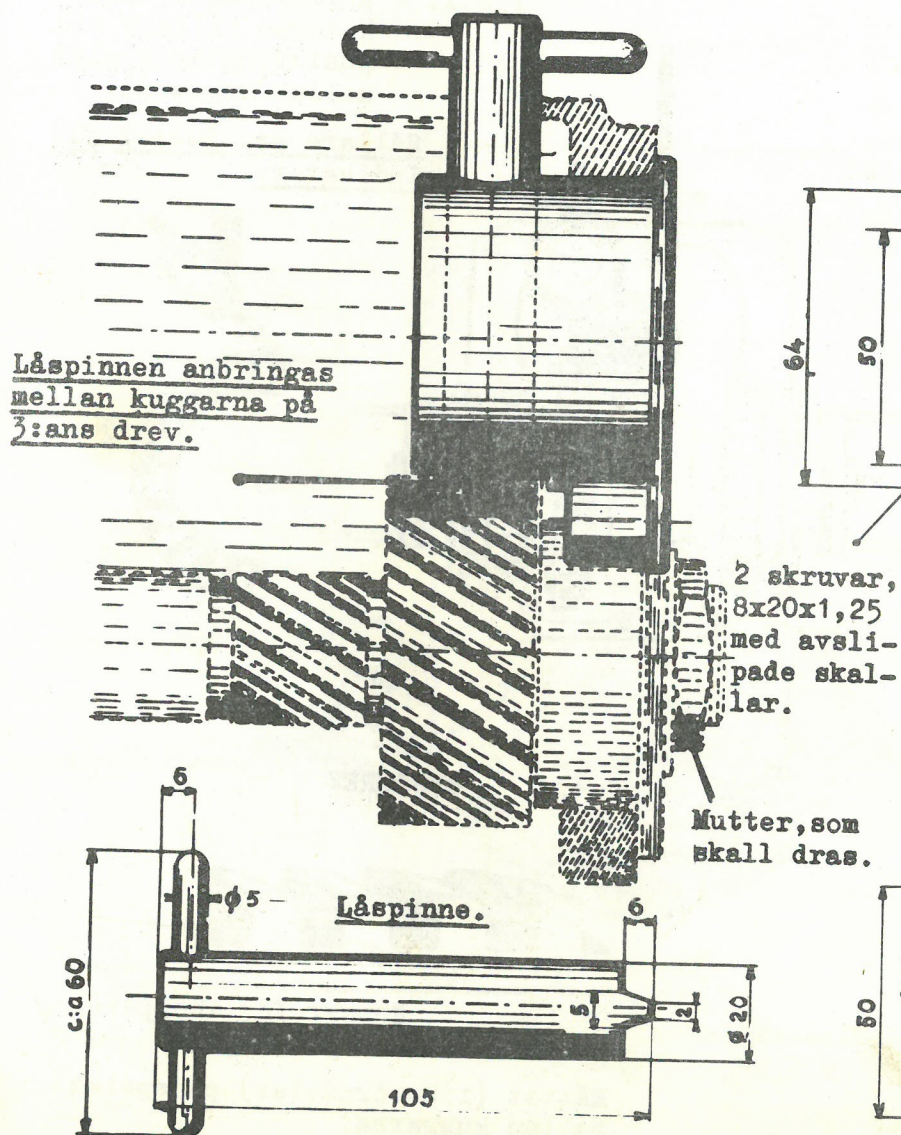 64
50
Låspinnen anbringas
mellan kuggarna på
3:ans drev.
2 skruvar,
8x20x1,25
med avsli-
pade skal-
lar.
Mutter,som
skall dras.
6
ϕ5
Låspinne.
6
c:a 60
5
2
ø 20
50
105